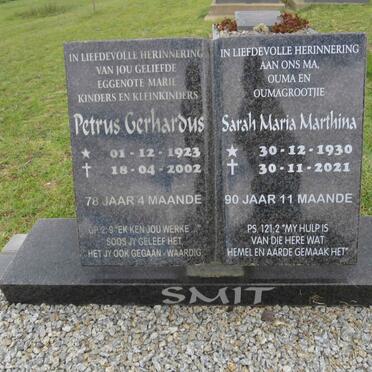 IN LIEFDEVOLLE HERINNERING
VAN JOU GELIEFDE
EGGENOTE MARIE
KINDERS EN KLEINKINDERS
Petrus Gerhardus
01-12-1923
18-04-2002
78 JAAR 4 MAANDE
OP. 2:9 "EK KEN JOU WERKE ..."
SOOS JY GELEEF HET
HET JY OOK GEGAAN - WAARDIG
IN LIEFDEVOLLE HERINNERING
AAN ONS MA,
OUMA EN
OUMAGROOTJIE
Sarah Maria Marthina
30-12-1930
30-11-2021
90 JAAR 11 MAANDE
PS. 121:2 "MY HULP IS
VAN DIE HERE WAT
HEMEL EN AARDE GEMAAK HET"
SMIT